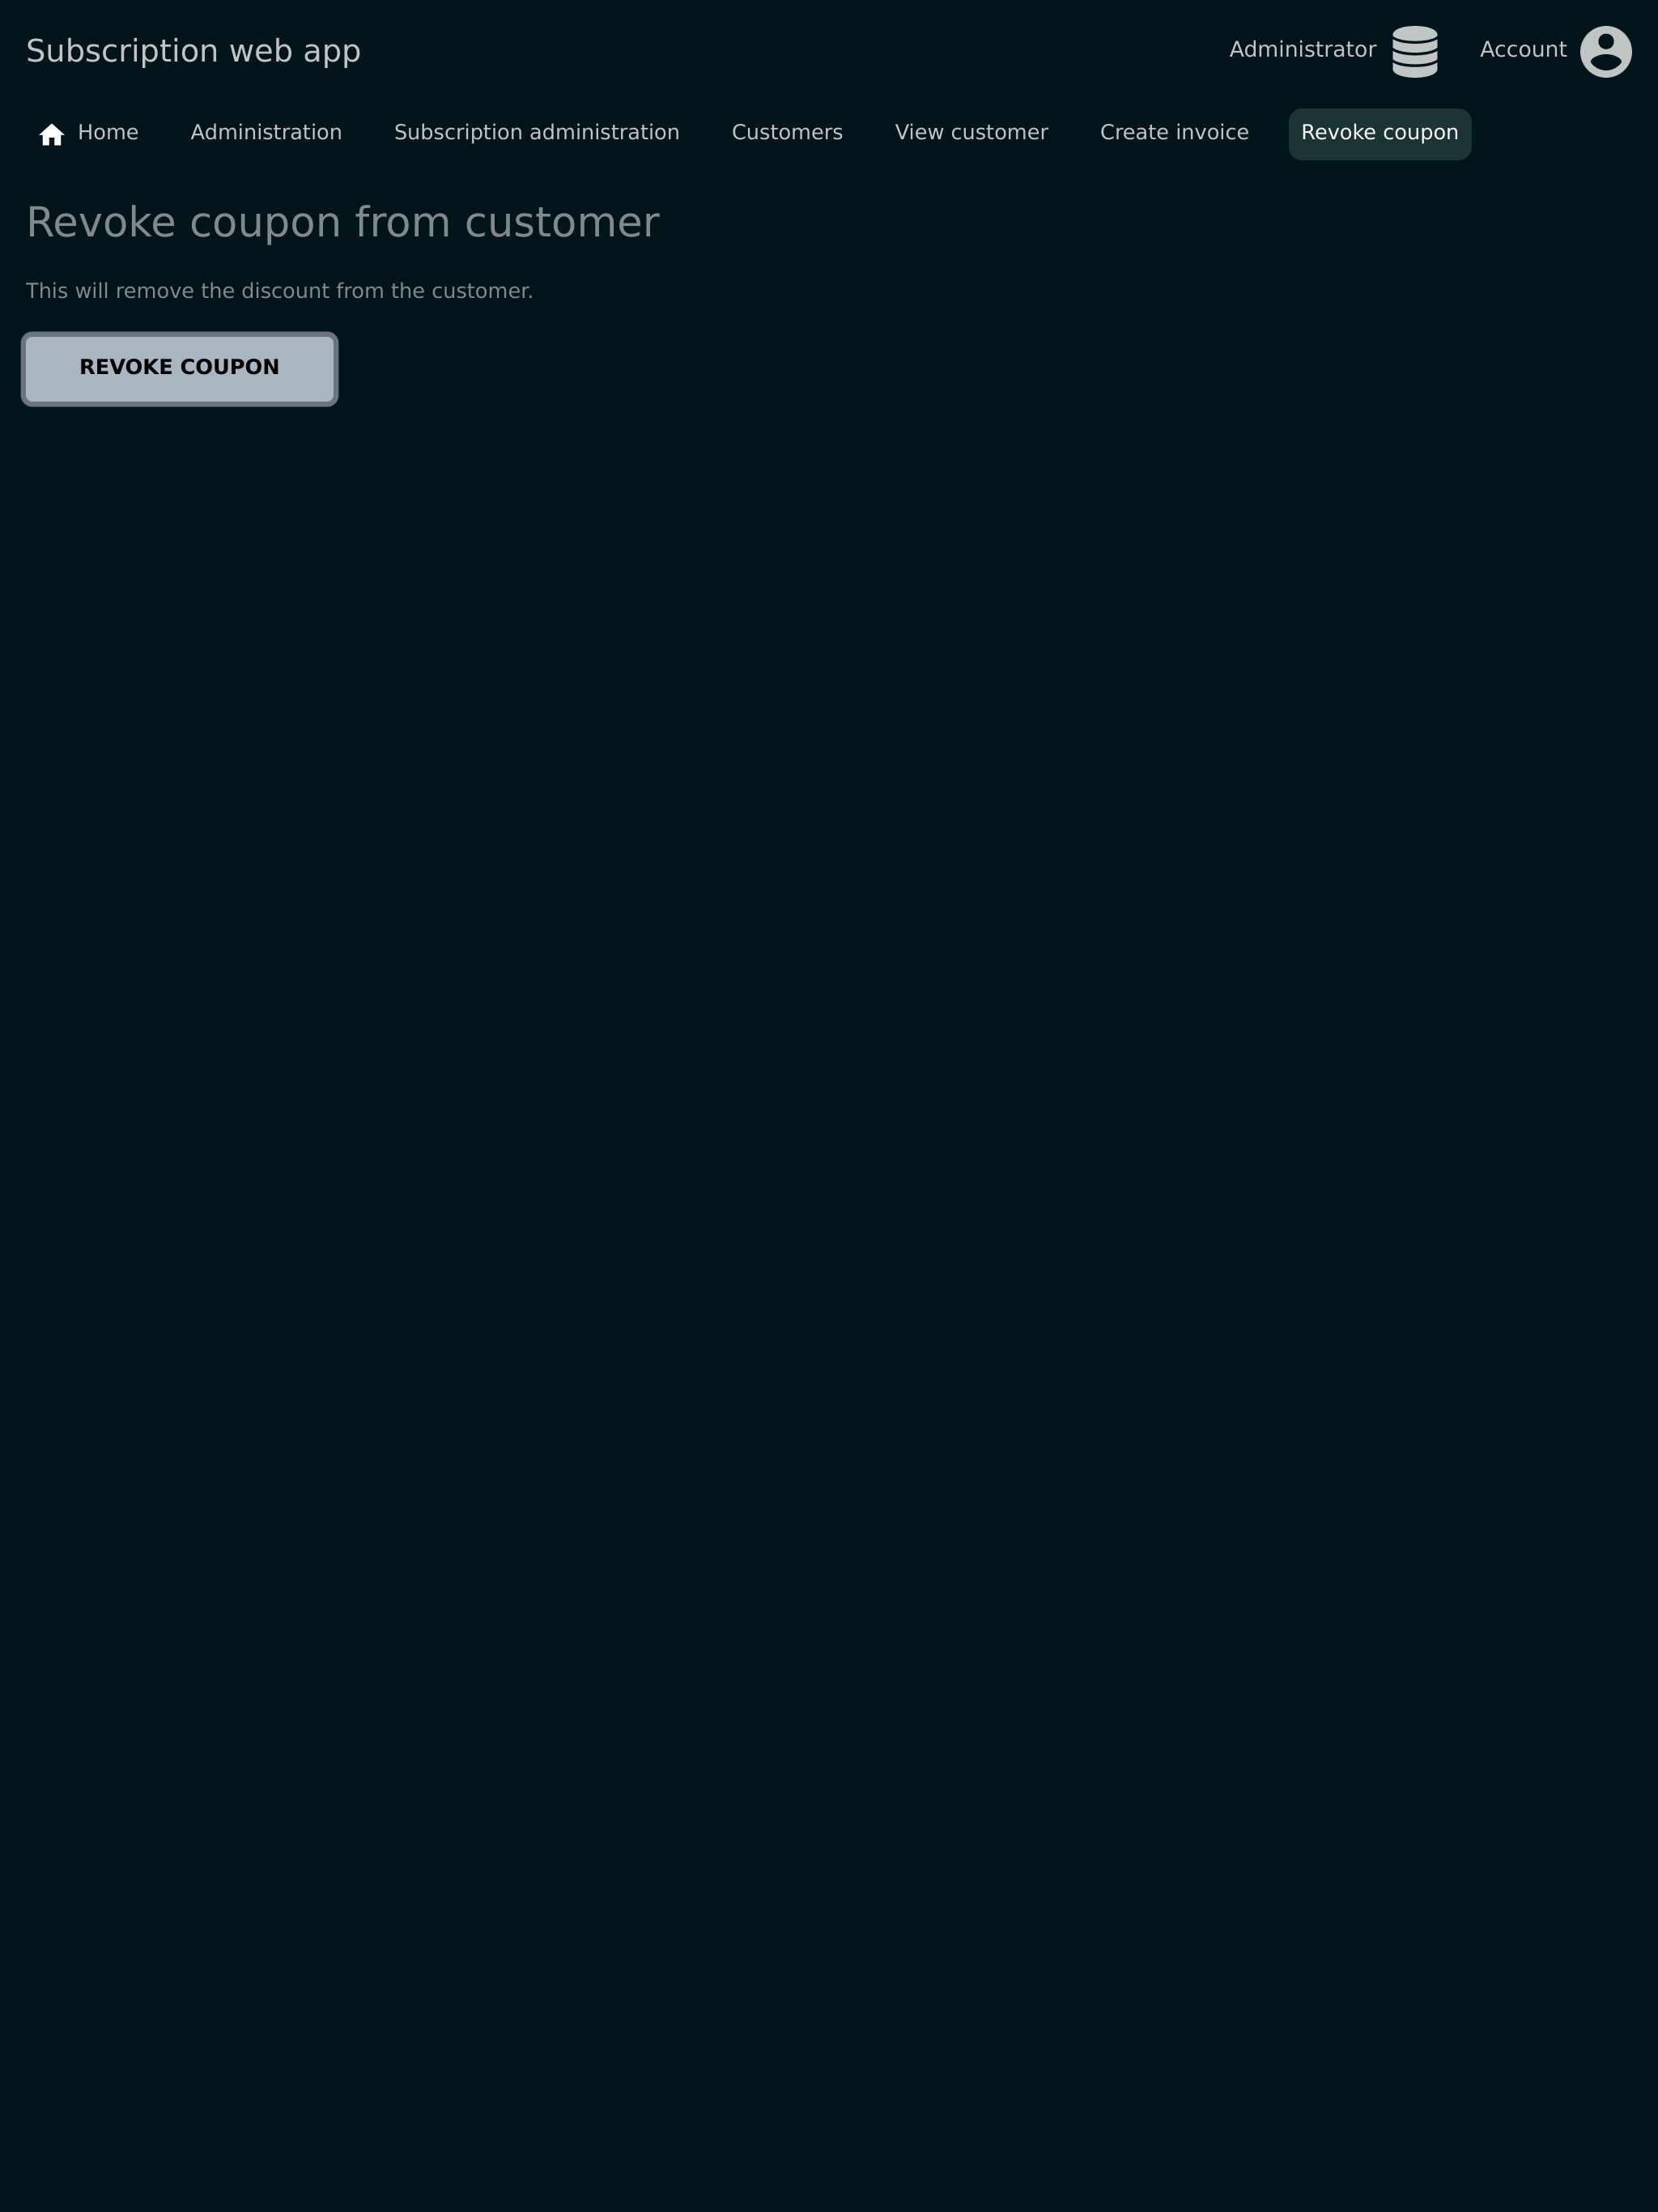 Subscription web app
Administrator
Account
Home
Administration
Subscription administration
Customers
View customer
Create invoice
Revoke coupon
Revoke coupon from customer
This will remove the discount from the customer.
REVOKE COUPON